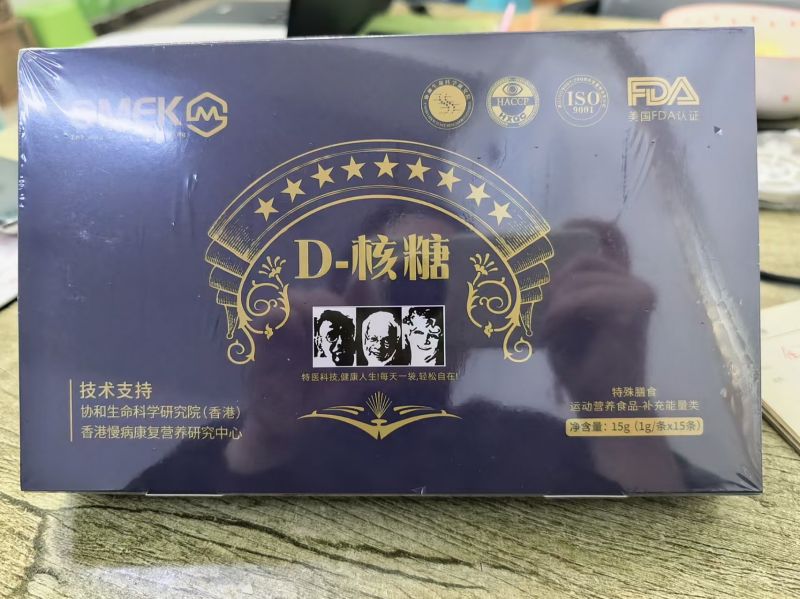 SMFK
HACCP
ISO
9001
FDA
美国FDA认证
D-核糖
特医科技,健康人生!每天一袋,轻松自在!
技术支持
协和生命科学研究院(香港)
香港慢病康复营养研究中心
特殊膳食
运动营养食品-补充能量类
净含量:15g(1g/条x15条)